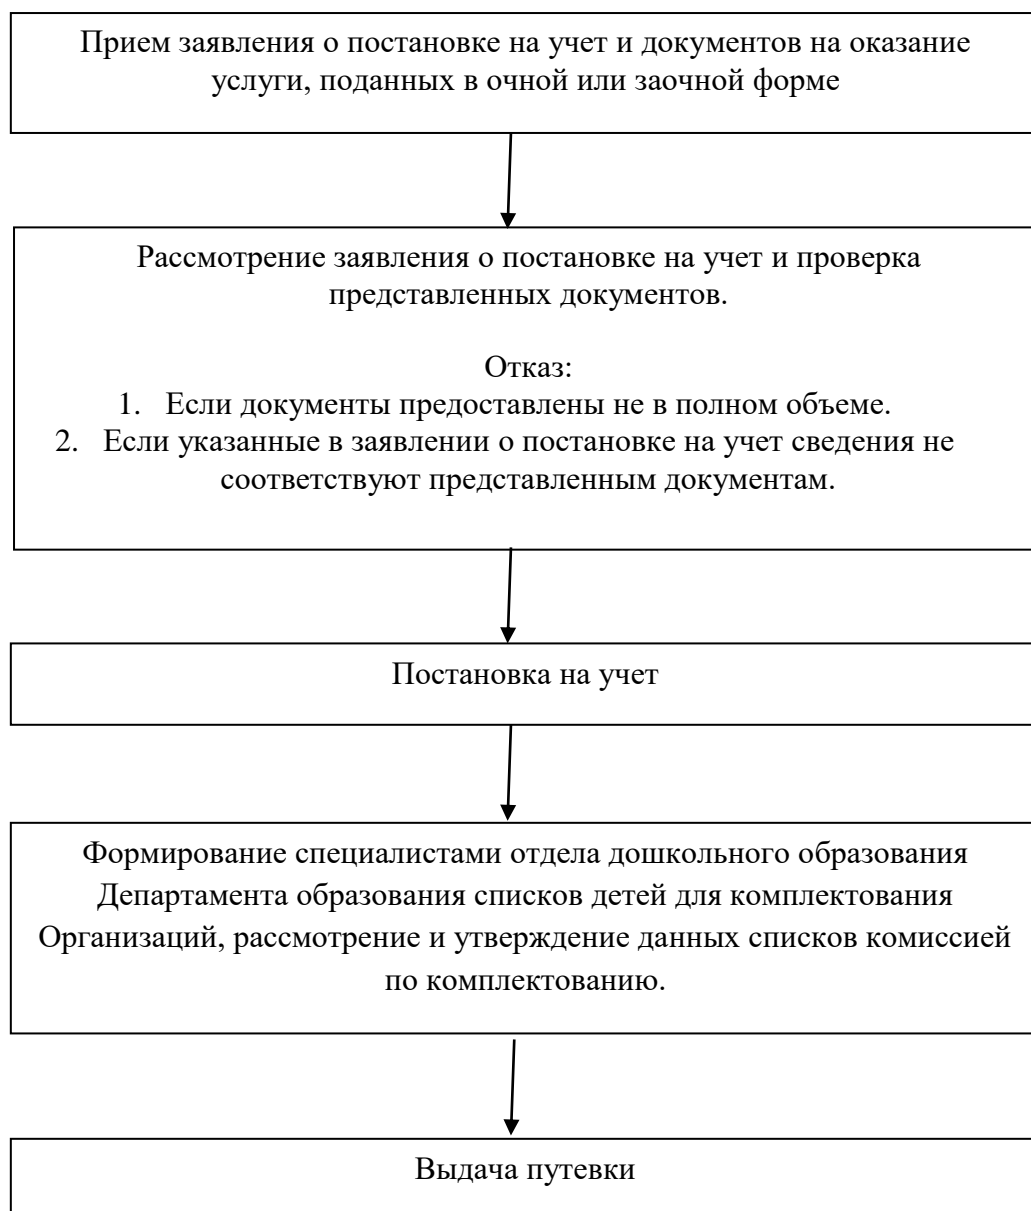 Прием заявления о постановке на учет и документов на оказание
услуги, поданных в очной или заочной форме
Рассмотрение заявления о постановке на учет и проверка
представленных документов.
Отказ:
1. Если документы предоставлены не в полном объеме.
2. Если указанные в заявлении о постановке на учет сведения не
соответствуют представленным документам.
Постановка на учет
Формирование специалистами отдела дошкольного образования
Департамента образования списков детей для комплектования
Организаций, рассмотрение и утверждение данных списков комиссией
по комплектованию.
Выдача путевки